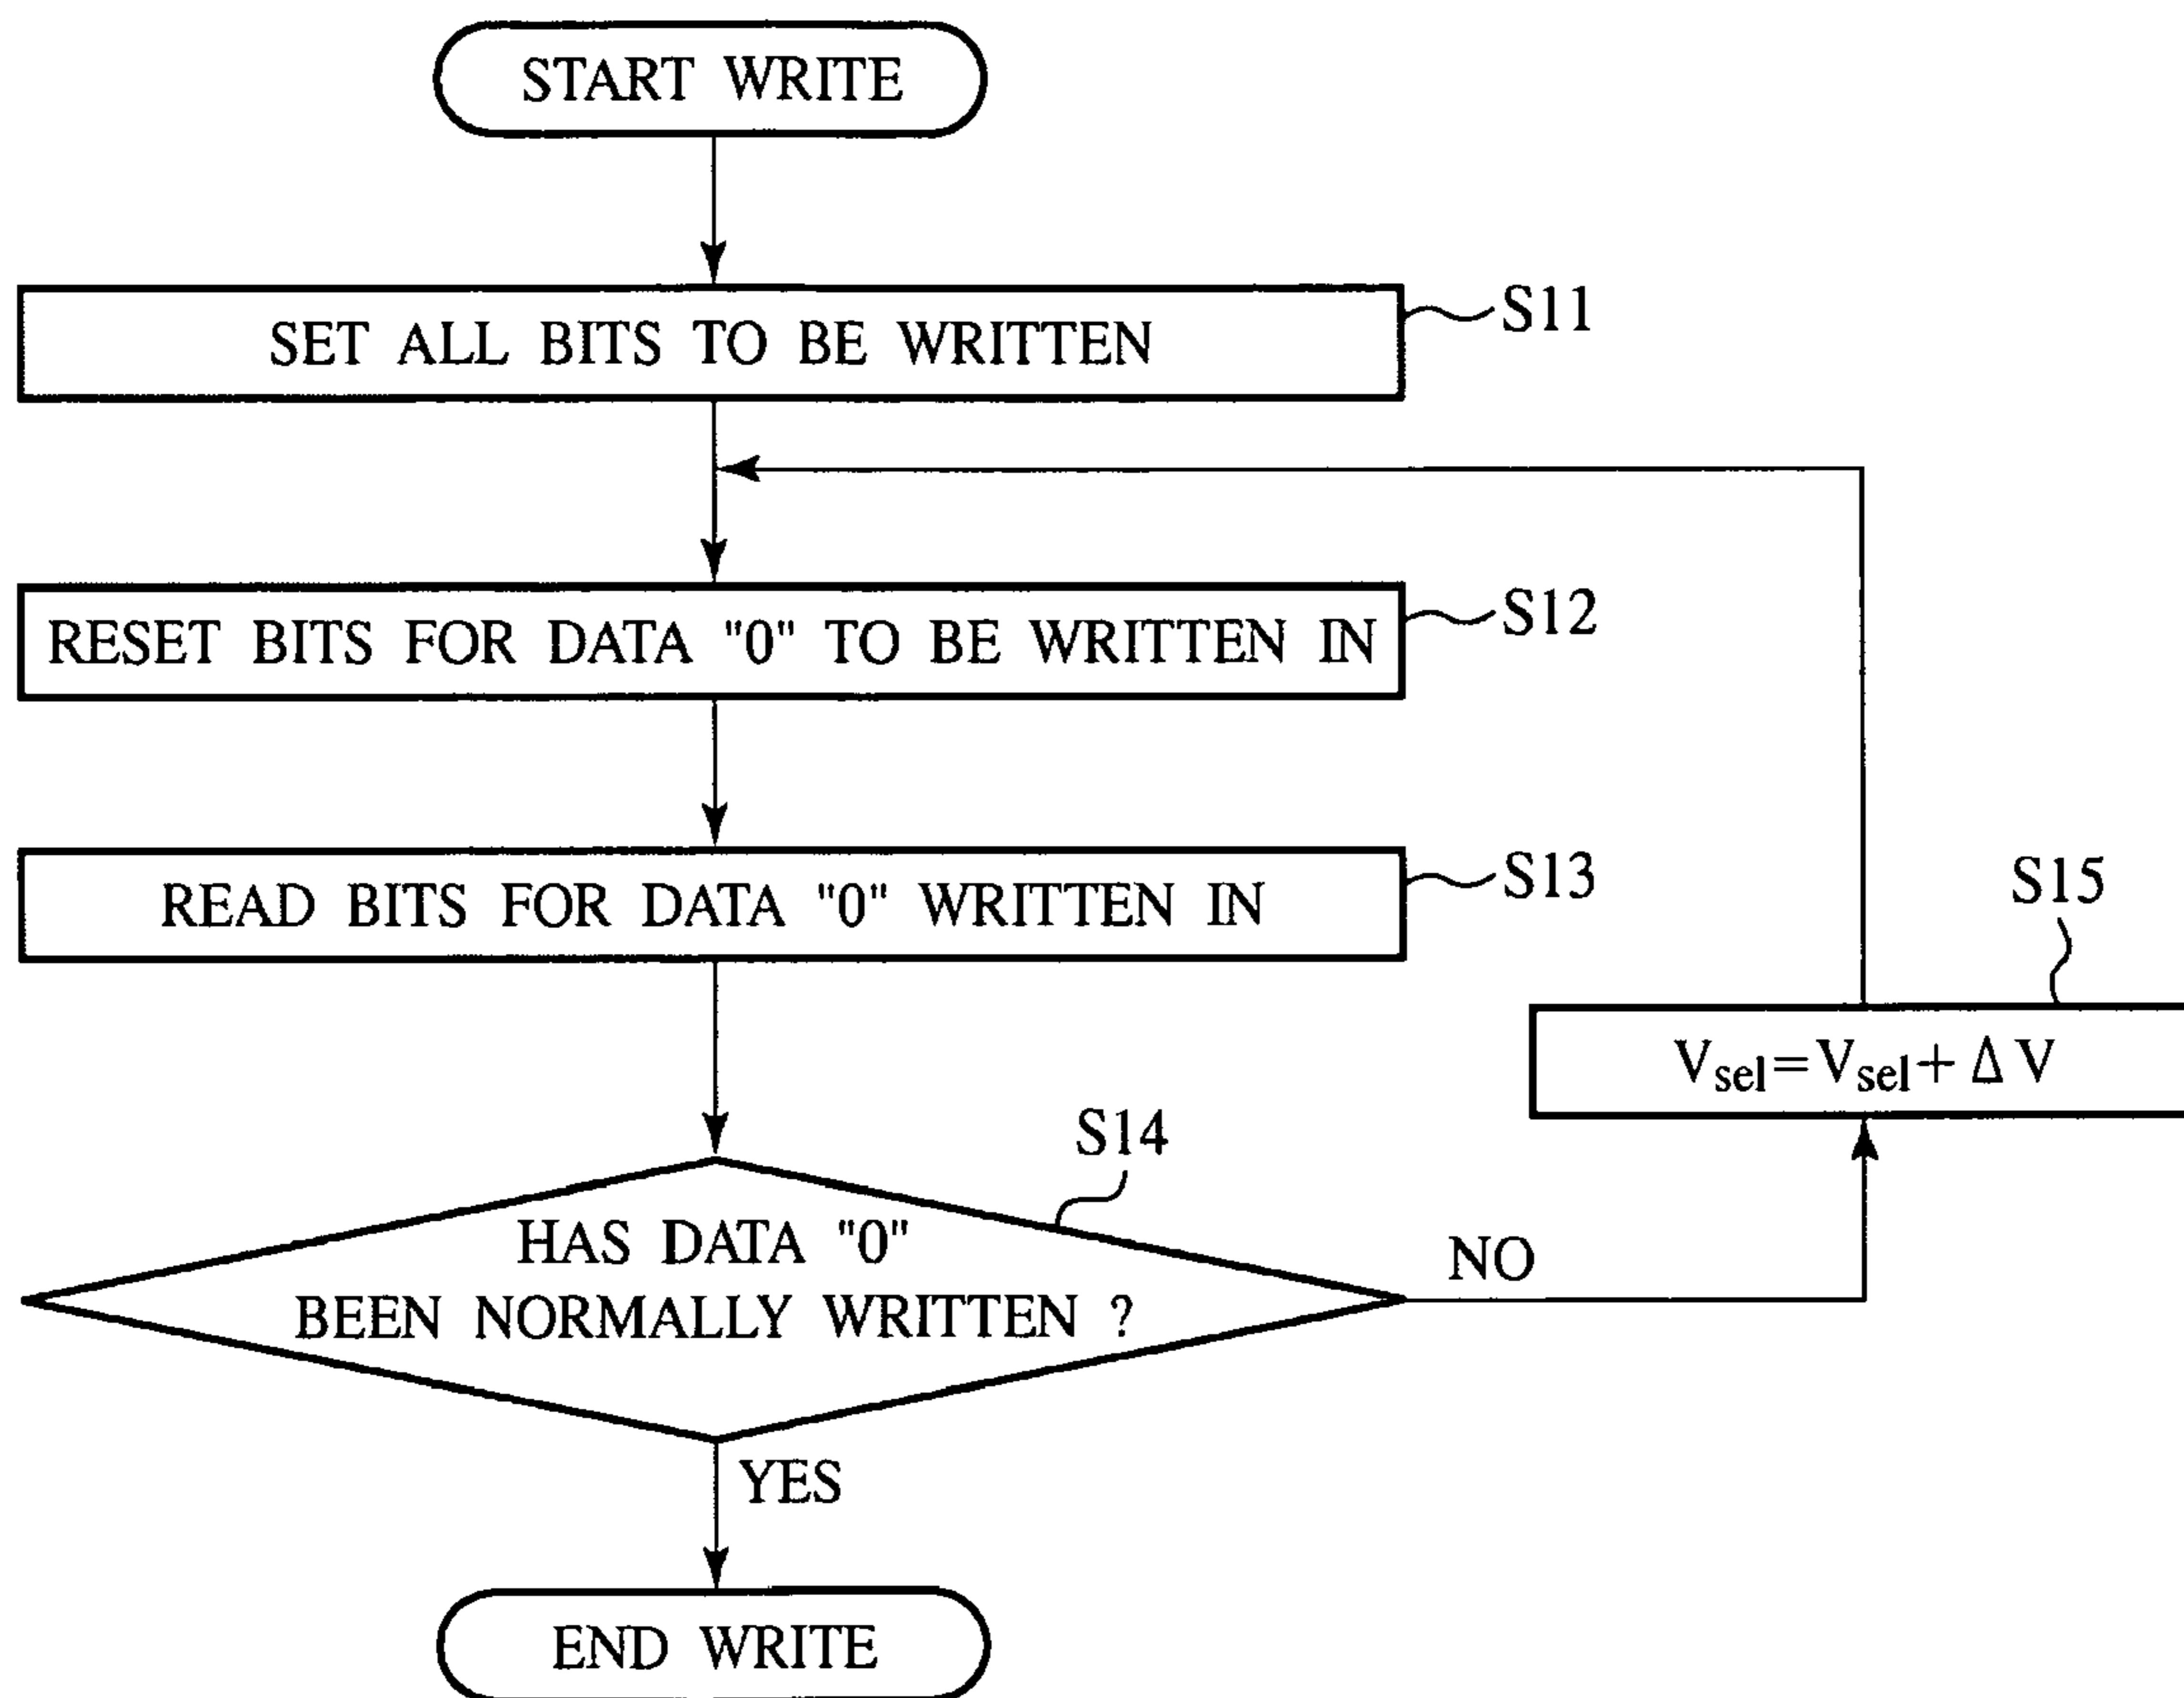 START WRITE
SET ALL BITS TO BE WRITTEN
S11
RESET BITS FOR DATA "0" TO BE WRITTEN IN
S12
READ BITS FOR DATA "0" WRITTEN IN
S13
S15
Vsel=Vsel+ΔV
S14
HAS DATA "0"
BEEN NORMALLY WRITTEN ?
NO
YES
END WRITE